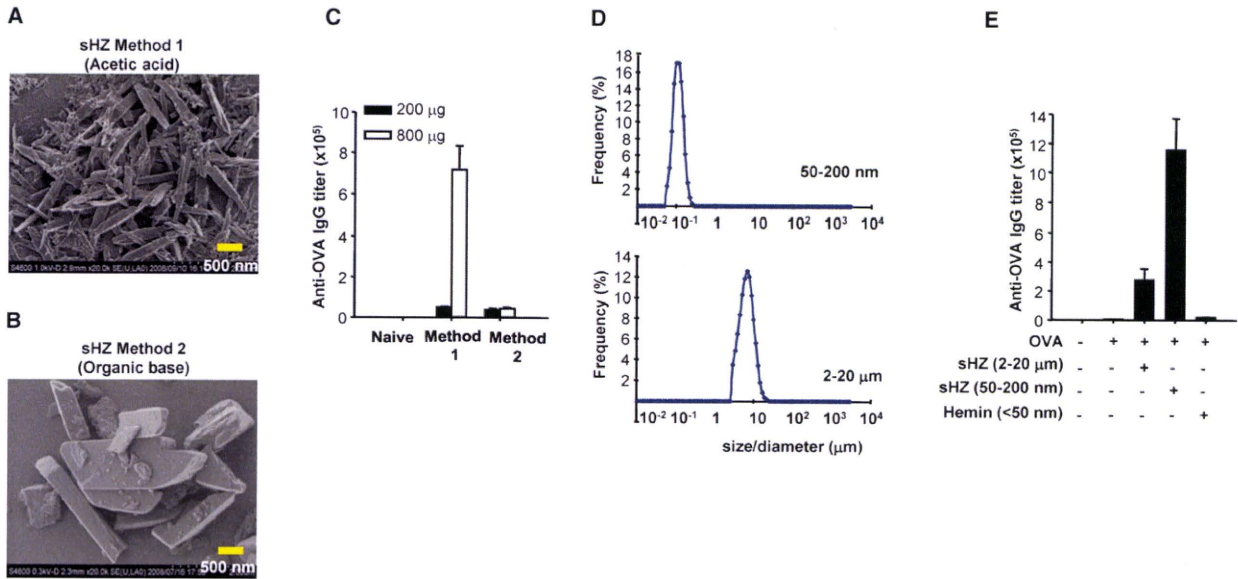 A
sHZ Method 1
(Acetic acid)
500 nm
B
sHZ Method 2
(Organic base)
500 nm
C
Anti-OVA IgG titer (x10⁵)
10
8
6
4
2
0
200 µg
800 µg
Naive Method 1 Method 2
D
Frequency (%)
18
16
14
12
10
8
6
4
2
50-200 nm
10⁻² 10⁻¹ 1 10 10² 10³ 10⁴
Frequency (%)
14
12
10
8
6
4
2
2-20 µm
10⁻² 10⁻¹ 1 10 10² 10³ 10⁴
size/diameter (µm)
E
Anti-OVA IgG titer (x10⁵)
14
12
10
8
6
4
2
0
OVA - + + + +
sHZ (2-20 µm) - - + - -
sHZ (50-200 nm) - - - + -
Hemin (<50 nm) - - - - +